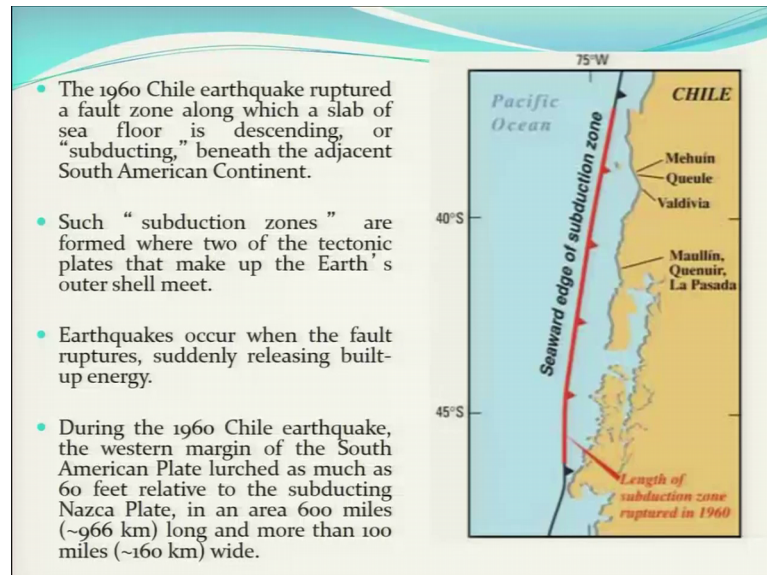 The 1960 Chile earthquake ruptured
a fault zone along which a slab of
sea floor is descending, or
“subducting,” beneath the adjacent
South American Continent.
Such “ subduction zones ” are
formed where two of the tectonic
plates that make up the Earth’ s
outer shell meet.
Earthquakes occur when the fault
ruptures, suddenly releasing built-
up energy.
During the 1960 Chile earthquake,
the western margin of the South
American Plate lurched as much as
60 feet relative to the subducting
Nazca Plate, in an area 600 miles
(~966 km) long and more than 100
miles (~160 km) wide.
75°W
Pacific
Ocean
CHILE
Seaward edge of subduction zone
Mehuín
Queule
Valdivia
40°S
Maullín,
Quenuir,
La Pasada
45°S
Length of
subduction zone
ruptured in 1960